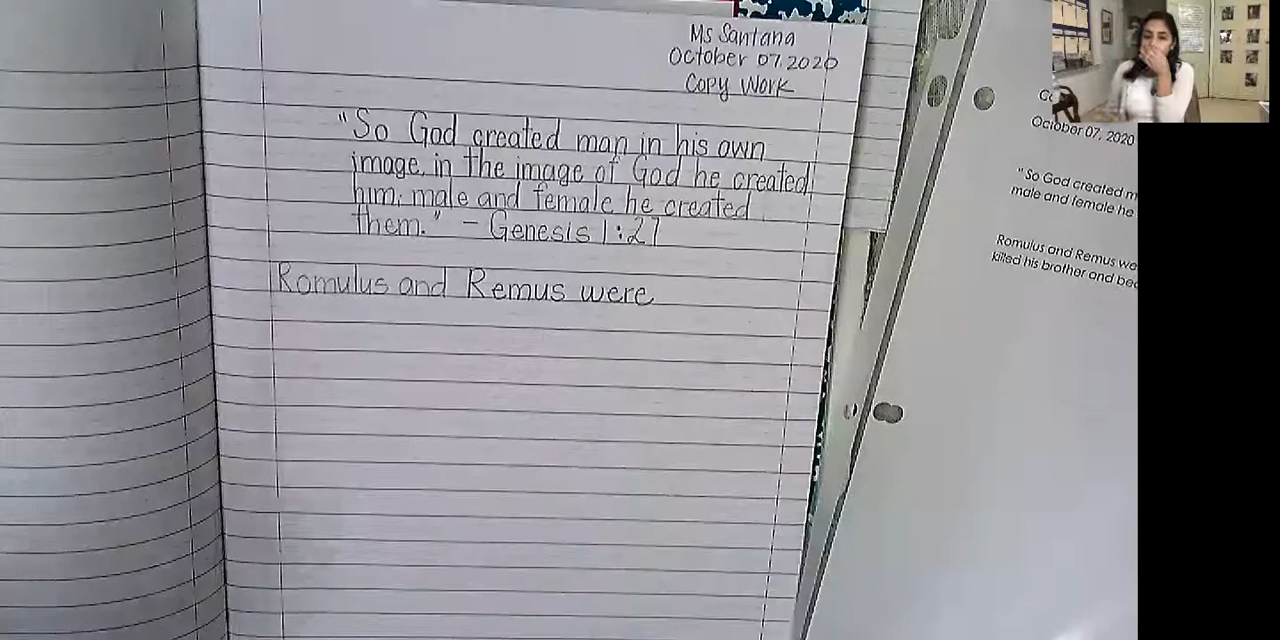 Ms Santana
October 07, 2020
Copy Work
"So God created man in his own
image, in the image of God he created
him; male and female he created
them." - Genesis 1:27
Romulus and Remus were
October 07, 2020
"So God created m
male and female he
Romulus and Remus we
killed his brother and bec